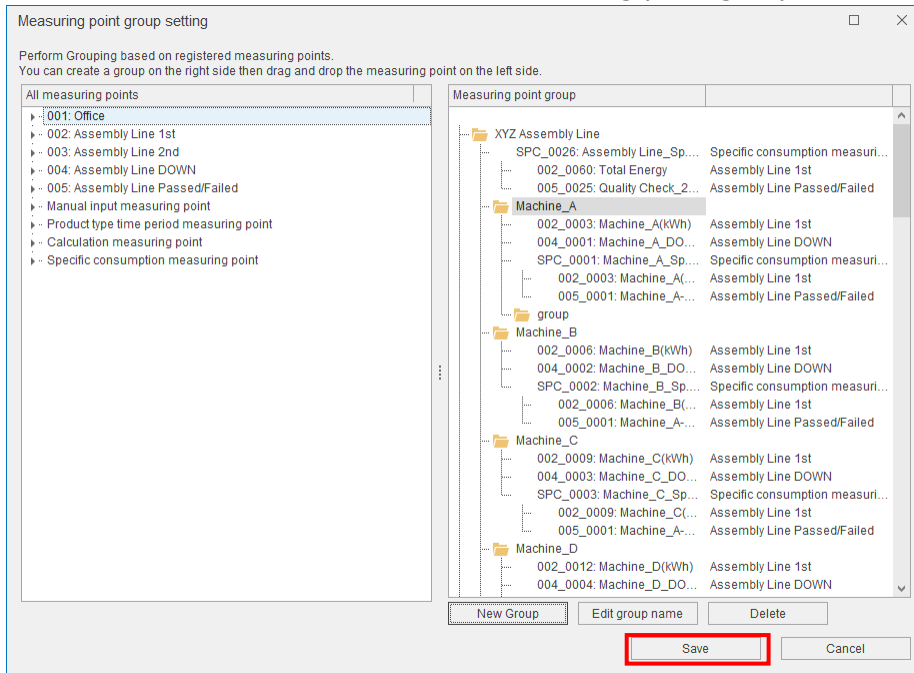 Measuring point group setting
Perform Grouping based on registered measuring points.
You can create a group on the right side then drag and drop the measuring point on the left side.
All measuring points
001: Office
002: Assembly Line 1st
003: Assembly Line 2nd
004: Assembly Line DOWN
005: Assembly Line Passed/Failed
Manual input measuring point
Product type time period measuring point
Calculation measuring point
Specific consumption measuring point
Measuring point group
XYZ Assembly Line
SPC_0026: Assembly Line_Sp... Specific consumption measuri...
002_0060: Total Energy Assembly Line 1st
005_0025: Quality Check_2... Assembly Line Passed/Failed
Machine_A
002_0003: Machine_A(kWh) Assembly Line 1st
004_0001: Machine_A_DO... Assembly Line DOWN
SPC_0001: Machine_A_Sp... Specific consumption measuri...
002_0003: Machine_A(... Assembly Line 1st
005_0001: Machine_A-... Assembly Line Passed/Failed
group
Machine_B
002_0006: Machine_B(kWh) Assembly Line 1st
004_0002: Machine_B_DO... Assembly Line DOWN
SPC_0002: Machine_B_Sp... Specific consumption measuri...
002_0006: Machine_B(... Assembly Line 1st
005_0001: Machine_A-... Assembly Line Passed/Failed
Machine_C
002_0009: Machine_C(kWh) Assembly Line 1st
004_0003: Machine_C_DO... Assembly Line DOWN
SPC_0003: Machine_C_Sp... Specific consumption measuri...
002_0009: Machine_C(... Assembly Line 1st
005_0001: Machine_A-... Assembly Line Passed/Failed
Machine_D
002_0012: Machine_D(kWh) Assembly Line 1st
004_0004: Machine_D_DO... Assembly Line DOWN
New Group Edit group name Delete
Save Cancel